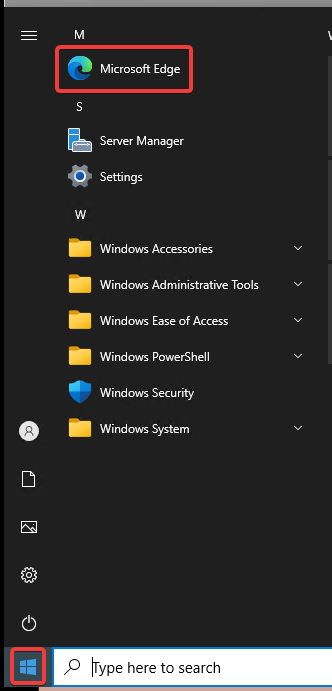 M
Microsoft Edge
S
Server Manager
Settings
W
Windows Accessories
Windows Administrative Tools
Windows Ease of Access
Windows PowerShell
Windows Security
Windows System
Type here to search